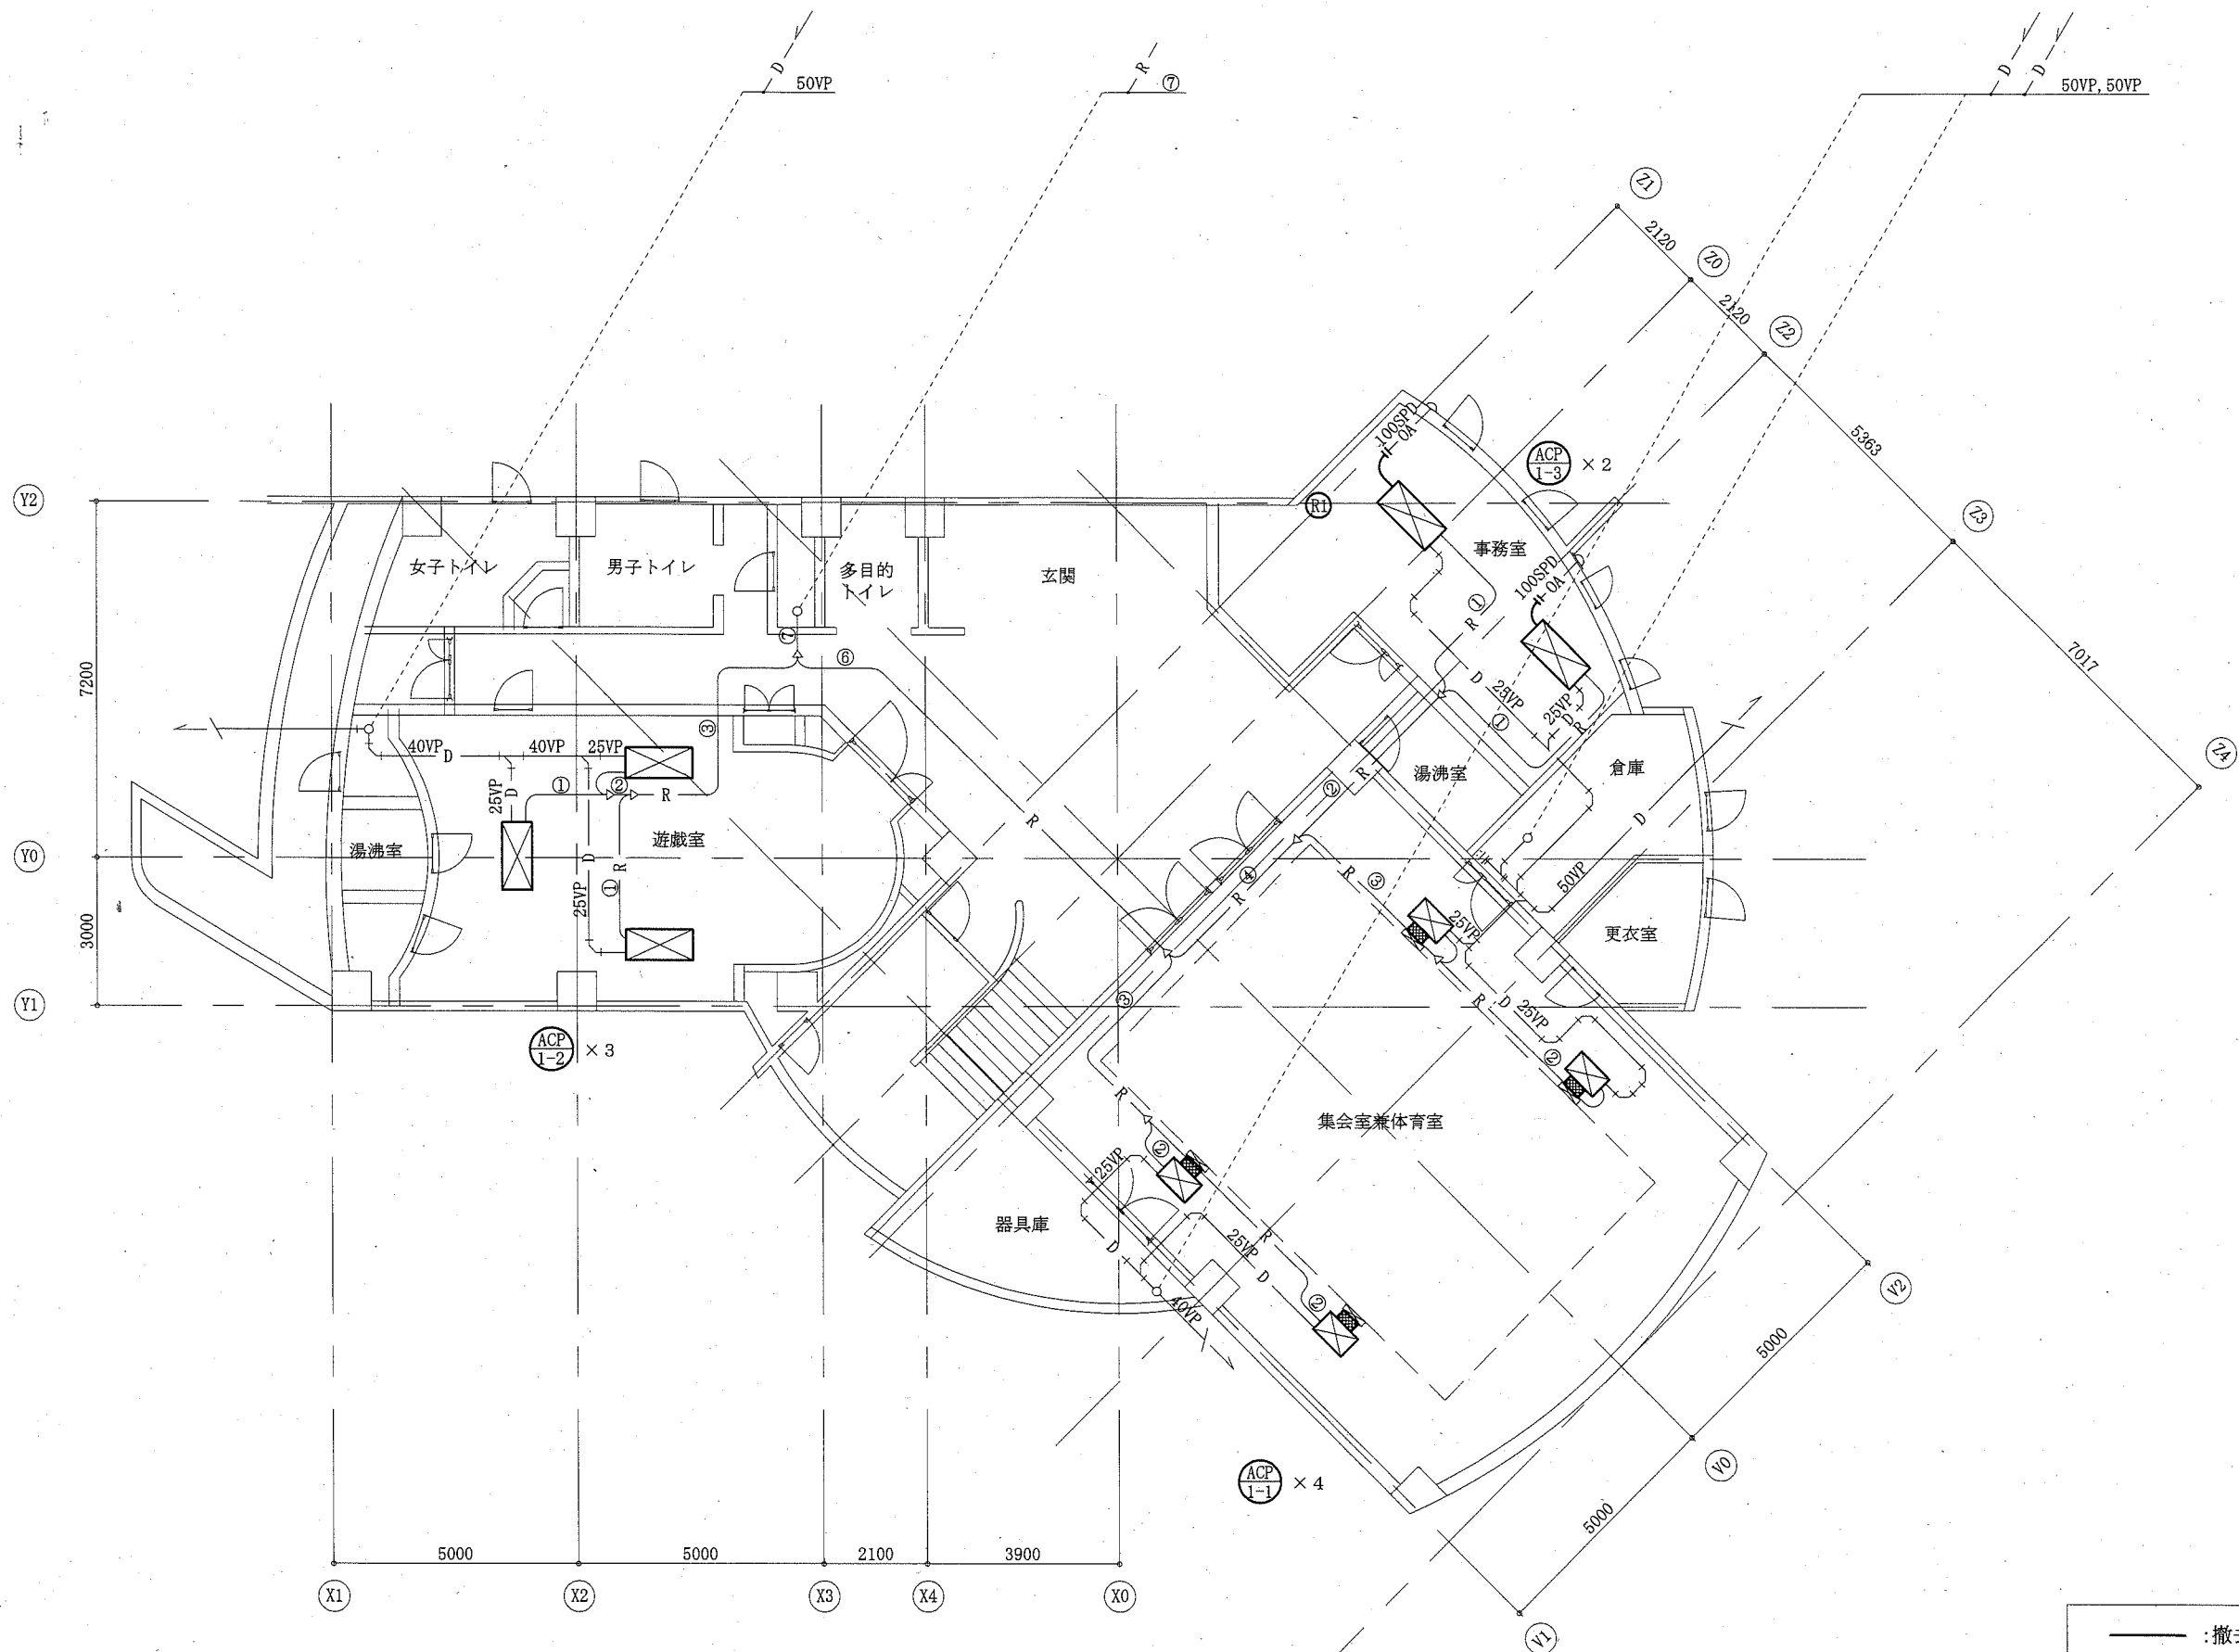 D
50VP
R
⑦
D
D
50VP, 50VP
Z1
2120
Z0
2120
Z2
5363
Z3
7017
Z4
100SPD
OA
ACP
1-3
×2
Y2
R1
事務室
100SPD
OA
女子トイレ
男子トイレ
多目的
トイレ
玄関
①
R
⑦
⑥
7200
D
25VP
①
25VP
D
R
③
40VP
D
40VP
25VP
湯沸室
倉庫
25VP
D
①
②
R
R
②
D
R
遊戯室
Y0
湯沸室
D
R
①
25VP
④
R
R
③
50VP
25VP
3000
更衣室
Y1
③
R
D
25VP
②
ACP
1-2
×3
R
集会室兼体育室
②
25VP
器具庫
D
R
25VP
D
40VP
②
V2
5000
V0
ACP
1-1
×4
5000
V1
5000
5000
2100
3900
X1
X2
X3
X4
X0
:撤